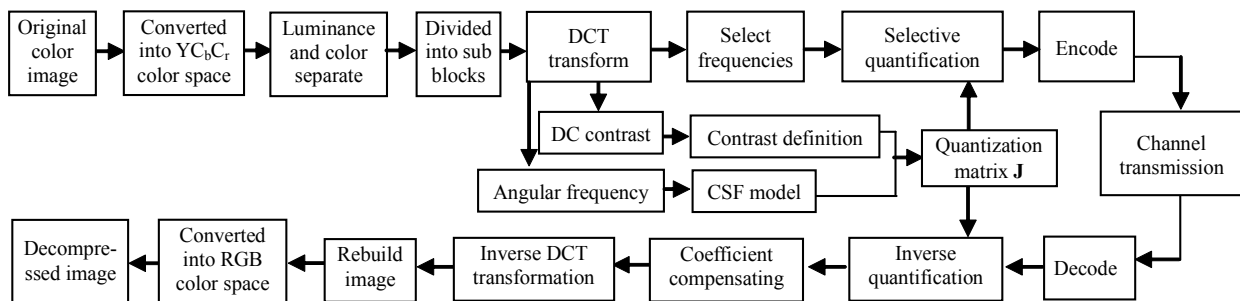 Original
color
image
Converted
into YCbCr
color space
Luminance
and color
separate
Divided
into sub
blocks
DCT
transform
Select
frequencies
Selective
quantification
Encode
DC contrast
Contrast definition
Quantization
matrix J
Channel
transmission
Angular frequency
CSF model
Decompre-
ssed image
Converted
into RGB
color space
Rebuild
image
Inverse DCT
transformation
Coefficient
compensating
Inverse
quantification
Decode